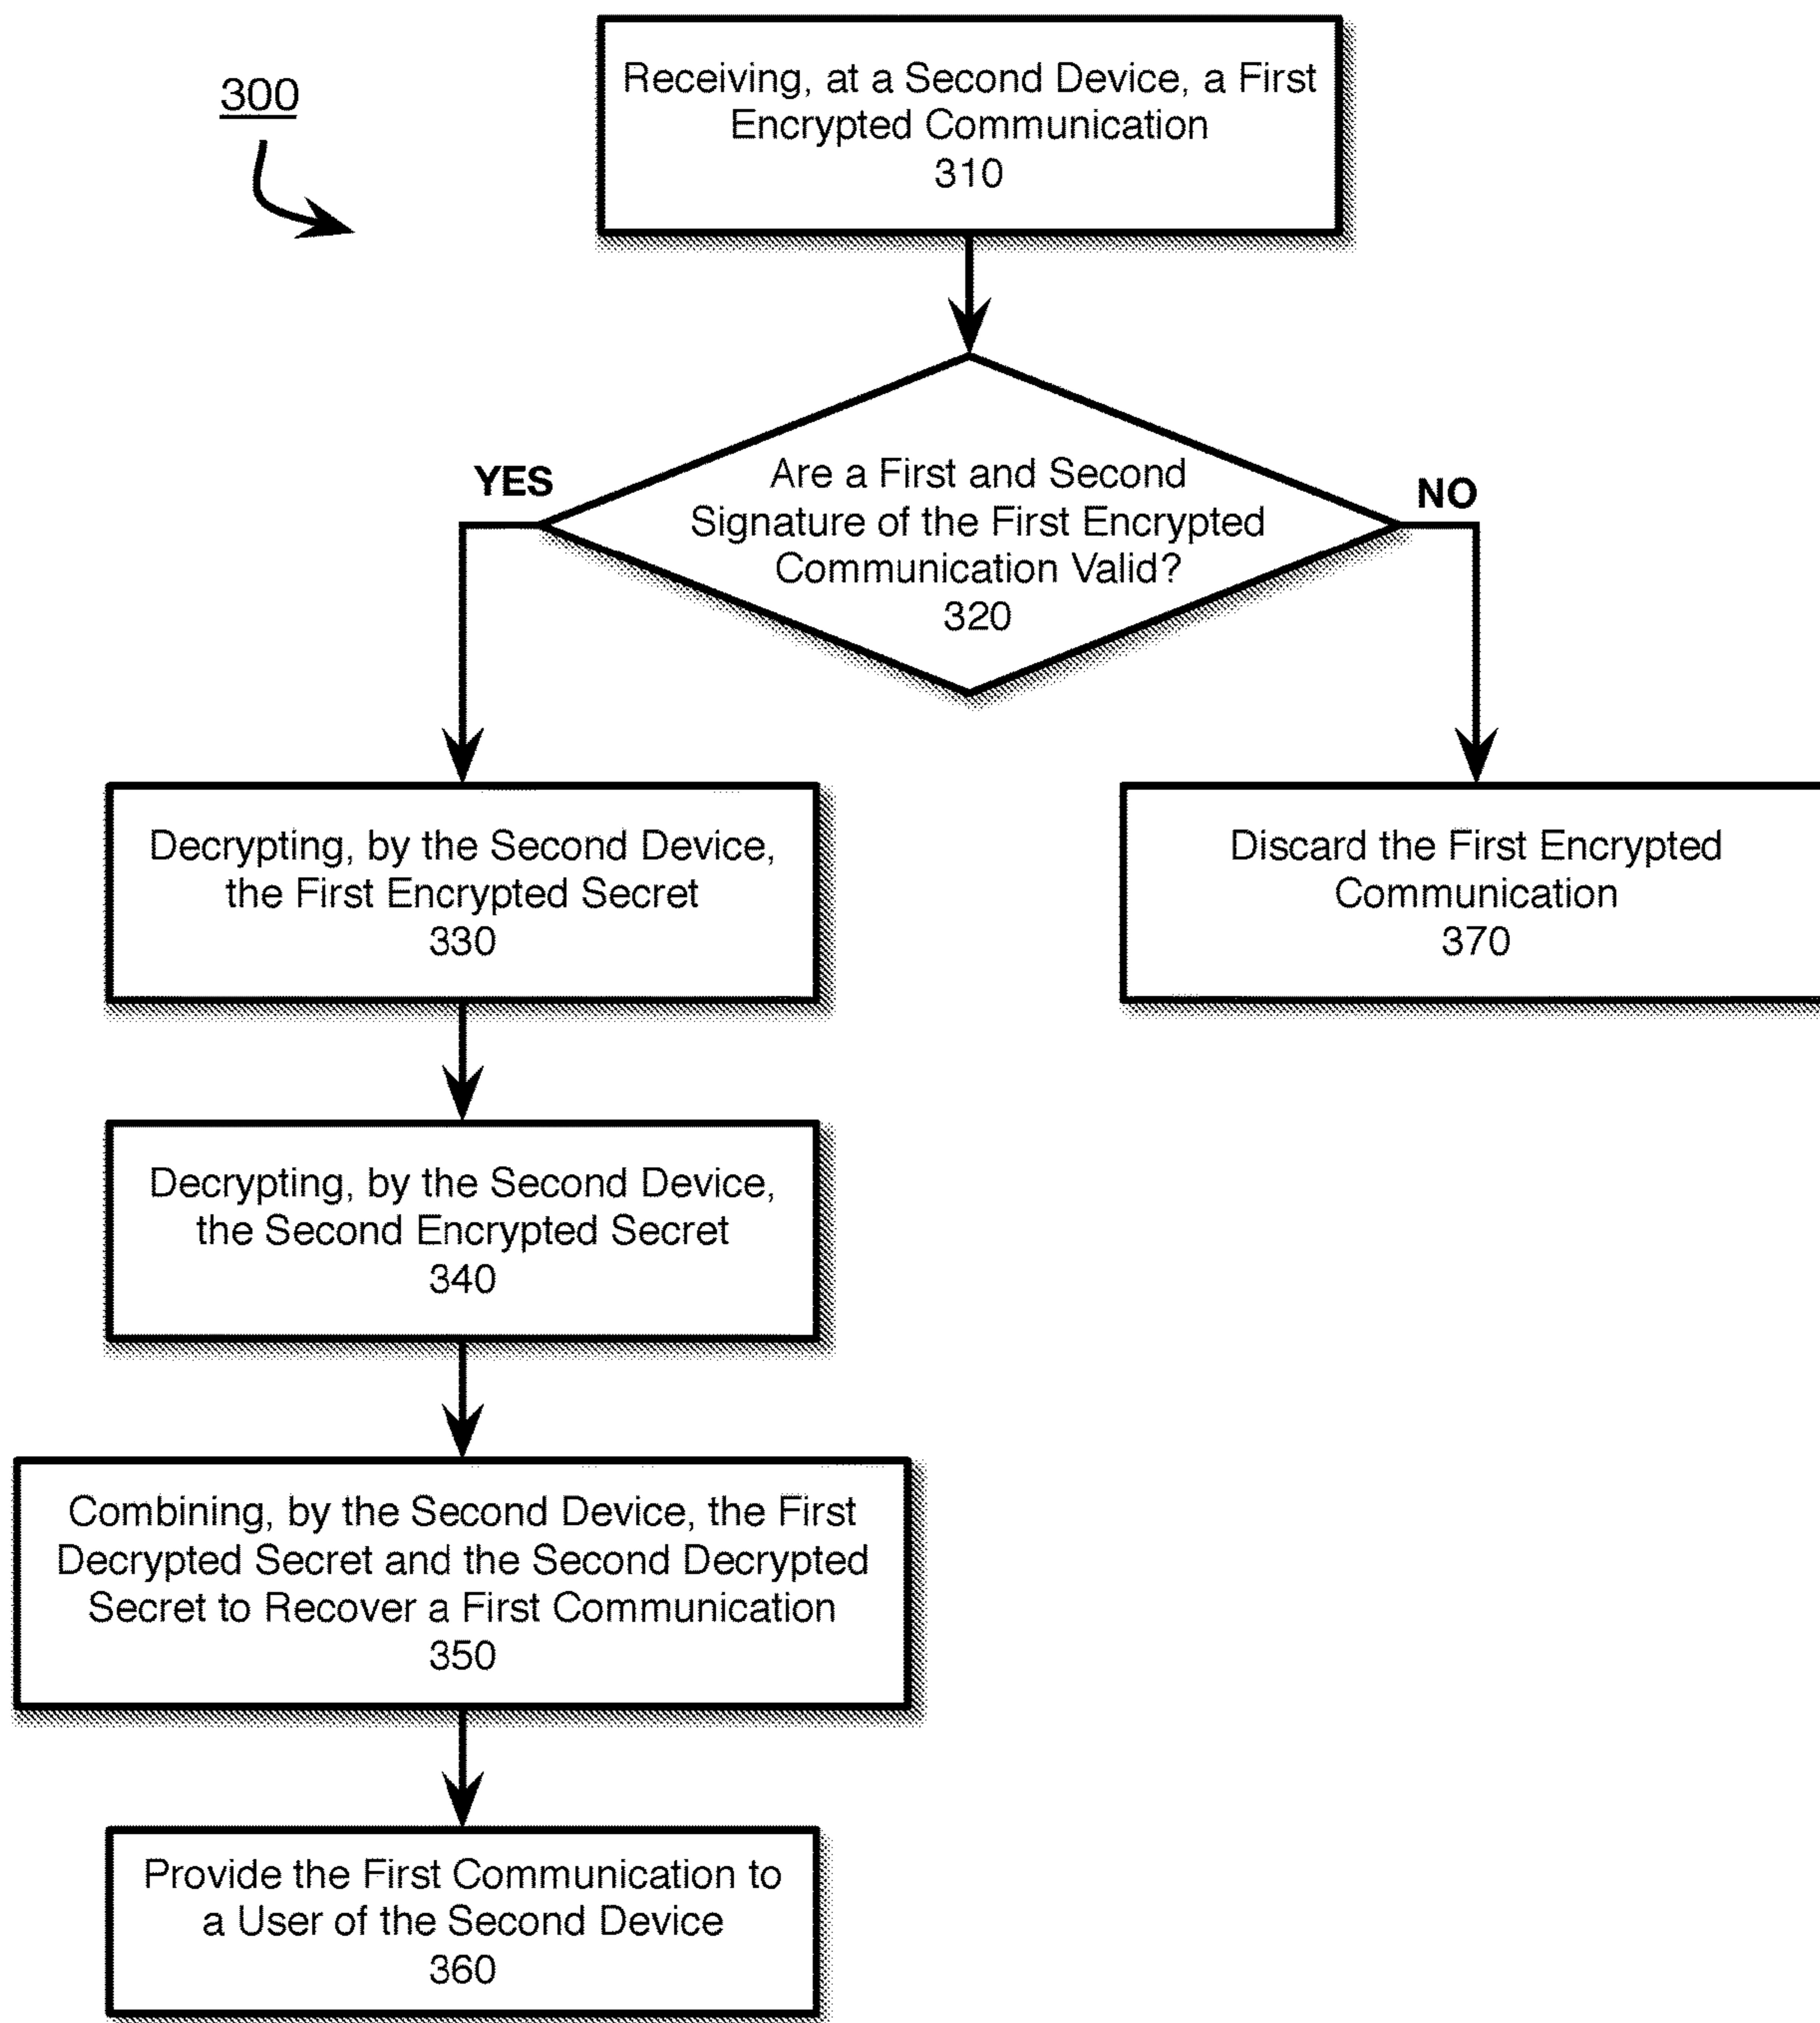 300
Receiving, at a Second Device, a First
Encrypted Communication
310
YES
Are a First and Second
Signature of the First Encrypted
Communication Valid?
320
NO
Decrypting, by the Second Device,
the First Encrypted Secret
330
Discard the First Encrypted
Communication
370
Decrypting, by the Second Device,
the Second Encrypted Secret
340
Combining, by the Second Device, the First
Decrypted Secret and the Second Decrypted
Secret to Recover a First Communication
350
Provide the First Communication to
a User of the Second Device
360